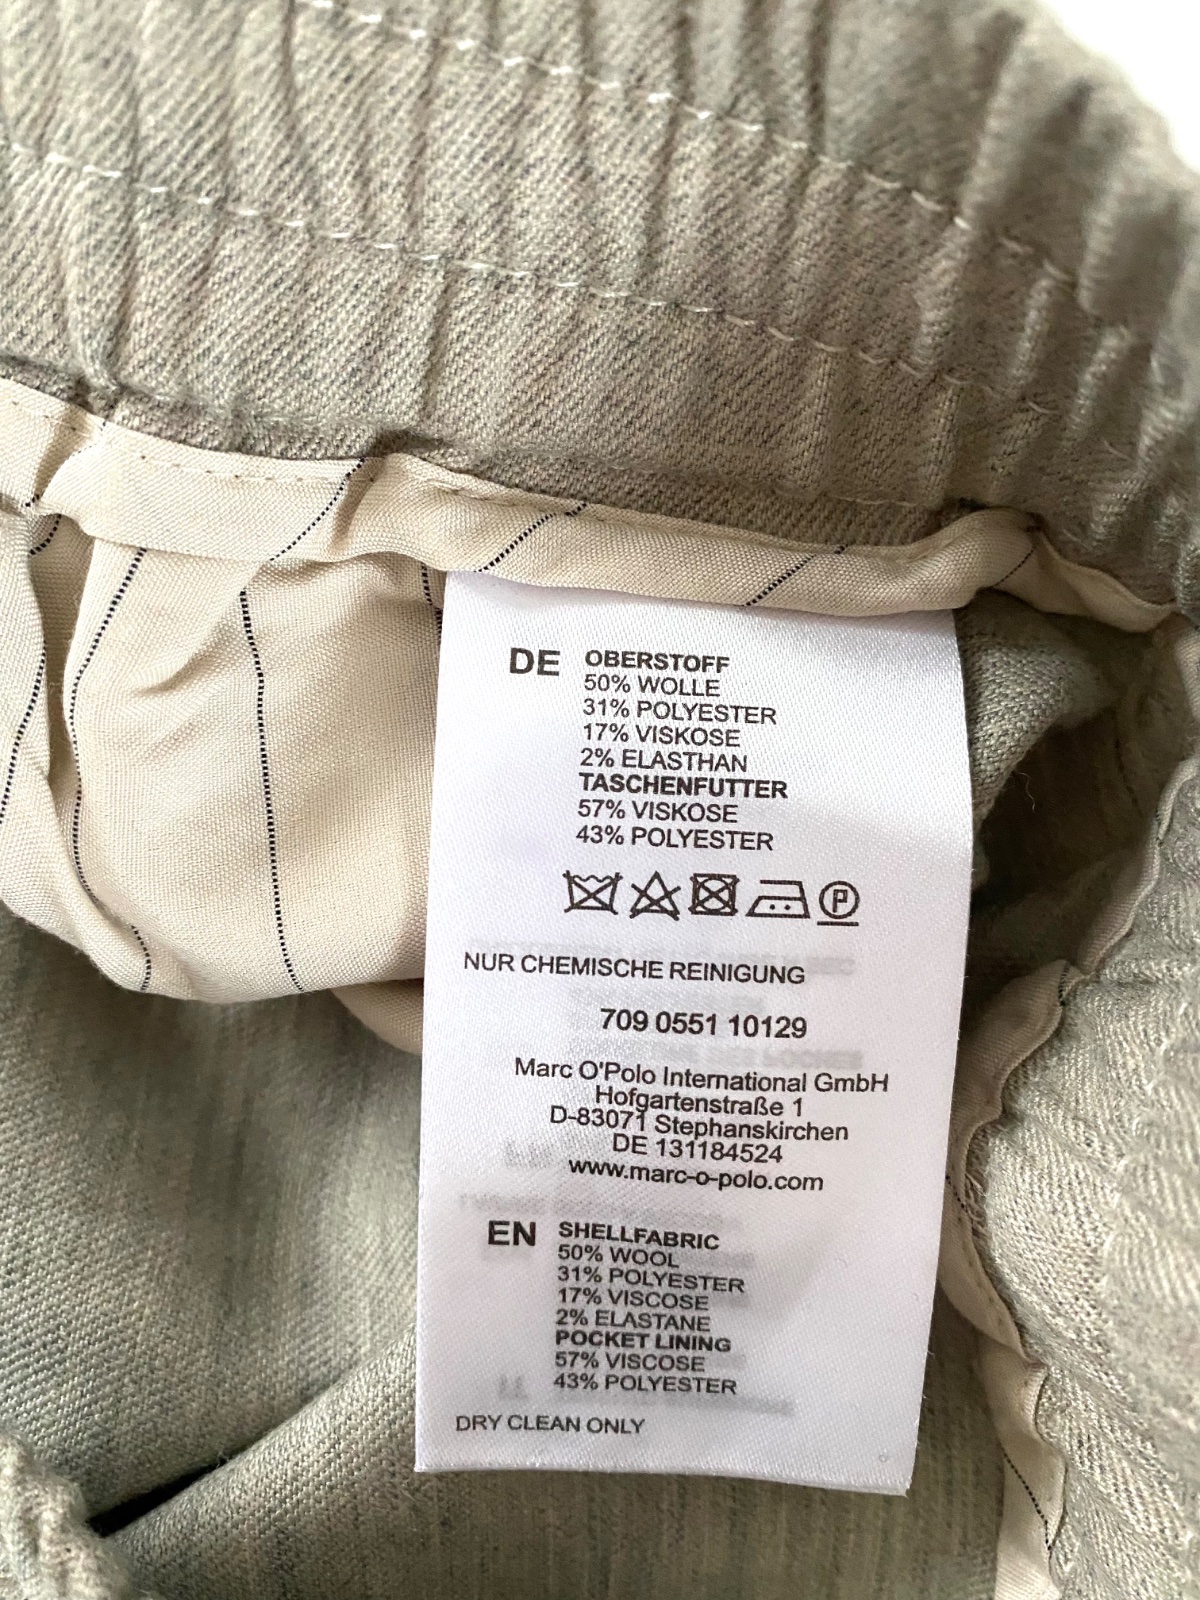 DE OBERSTOFF
50% WOLLE
31% POLYESTER
17% VISKOSE
2% ELASTHAN
TASCHENFUTTER
57% VISKOSE
43% POLYESTER
P
NUR CHEMISCHE REINIGUNG
709 0551 10129
Marc O'Polo International GmbH
Hofgartenstraße 1
D-83071 Stephanskirchen
DE 131184524
www.marc-o-polo.com
EN SHELLFABRIC
50% WOOL
31% POLYESTER
17% VISCOSE
2% ELASTANE
POCKET LINING
57% VISCOSE
43% POLYESTER
DRY CLEAN ONLY